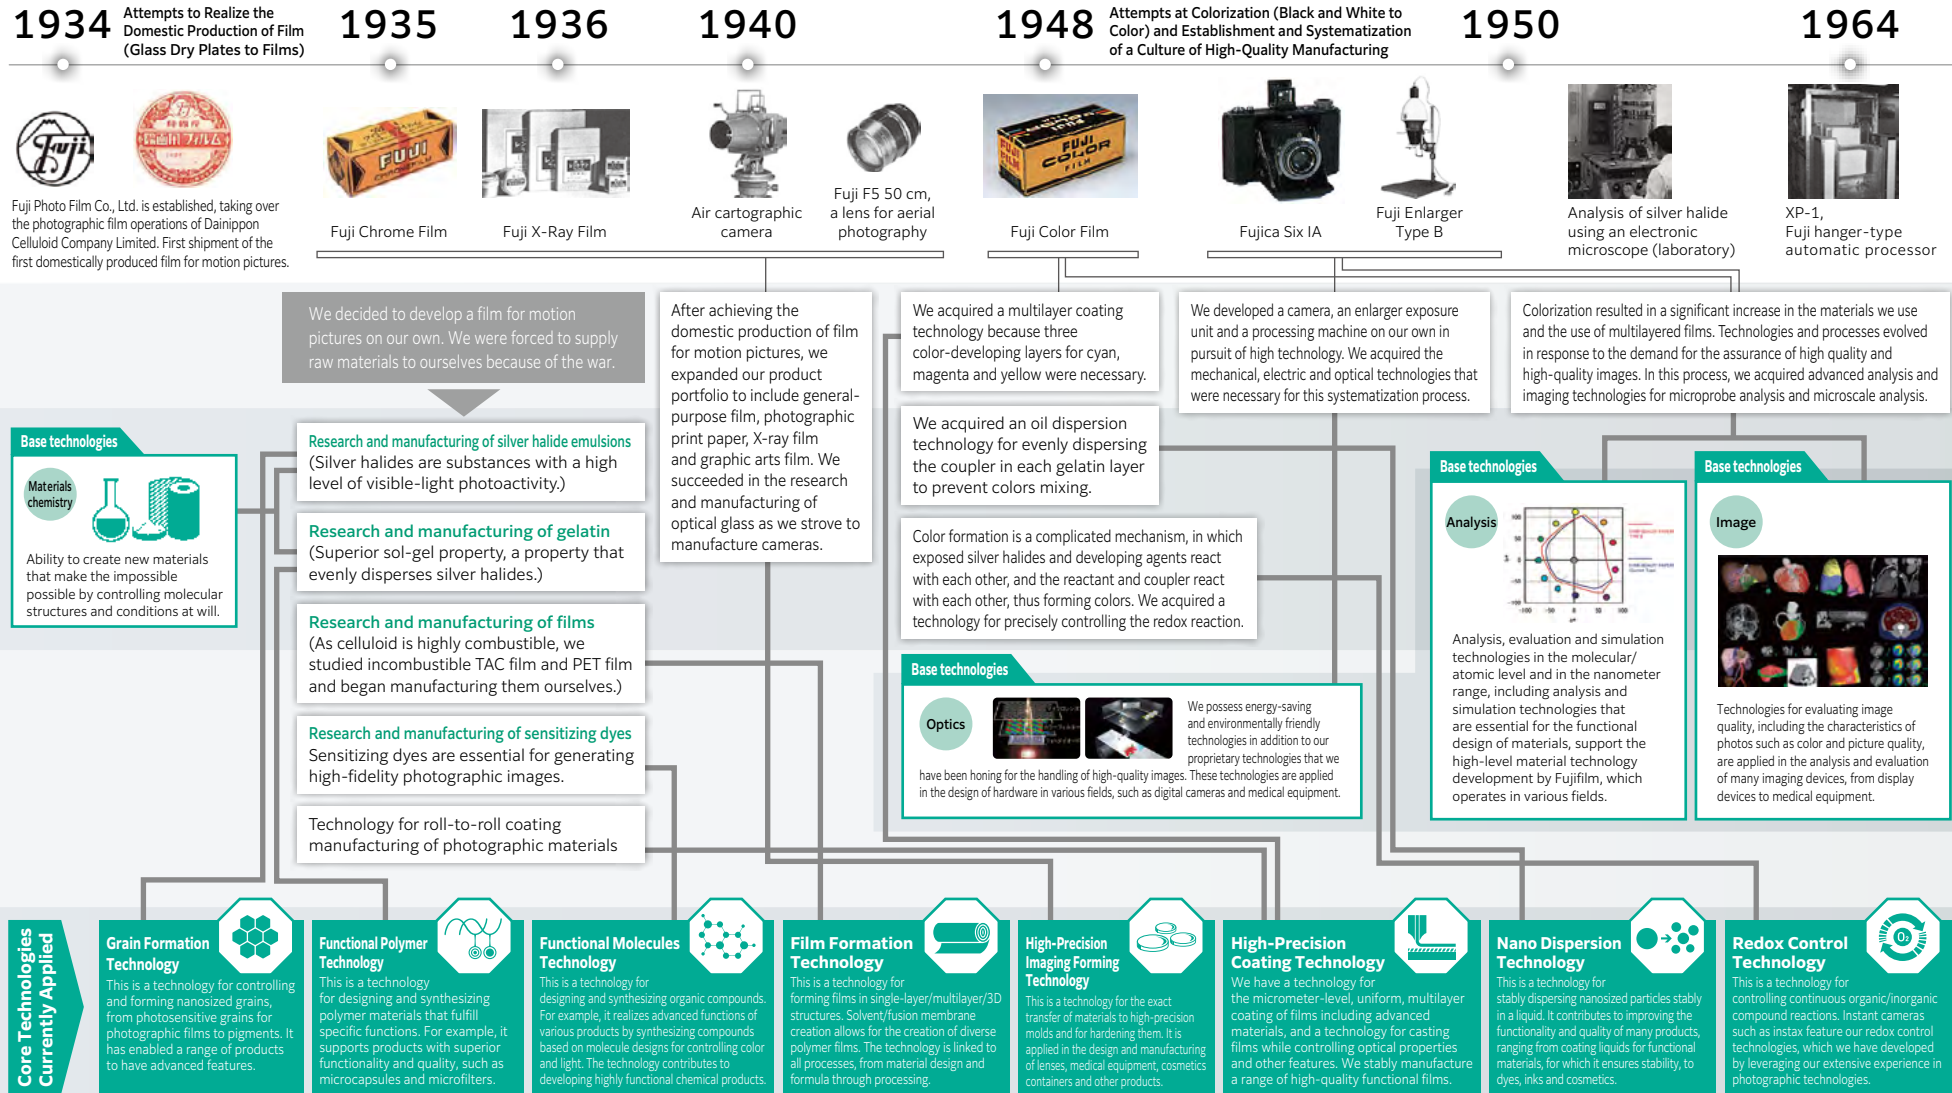 1934
Attempts to Realize the
Domestic Production of Film
(Glass Dry Plates to Films)
1935
1936
1940
1948
Attempts at Colorization (Black and White to
Color) and Establishment and Systematization
of a Culture of High-Quality Manufacturing
1950
1964
Fuji
FUJI
FUJI
COLOR
FILM
Fuji Photo Film Co., Ltd. is established, taking over
the photographic film operations of Dainippon
Celluloid Company Limited. First shipment of the
first domestically produced film for motion pictures.
Fuji Chrome Film
Fuji X-Ray Film
Air cartographic
camera
Fuji F5 50 cm,
a lens for aerial
photography
Fuji Color Film
Fujica Six IA
Fuji Enlarger
Type B
Analysis of silver halide
using an electronic
microscope (laboratory)
XP-1,
Fuji hanger-type
automatic processor
We decided to develop a film for motion
pictures on our own. We were forced to supply
raw materials to ourselves because of the war.
After achieving the
domestic production of film
for motion pictures, we
expanded our product
portfolio to include general-
purpose film, photographic
print paper, X-ray film
and graphic arts film. We
succeeded in the research
and manufacturing of
optical glass as we strove to
manufacture cameras.
We acquired a multilayer coating
technology because three
color-developing layers for cyan,
magenta and yellow were necessary.
We developed a camera, an enlarger exposure
unit and a processing machine on our own in
pursuit of high technology. We acquired the
mechanical, electric and optical technologies that
were necessary for this systematization process.
Colorization resulted in a significant increase in the materials we use
and the use of multilayered films. Technologies and processes evolved
in response to the demand for the assurance of high quality and
high-quality images. In this process, we acquired advanced analysis and
imaging technologies for microprobe analysis and microscale analysis.
We acquired an oil dispersion
technology for evenly dispersing
the coupler in each gelatin layer
to prevent colors mixing.
Color formation is a complicated mechanism, in which
exposed silver halides and developing agents react
with each other, and the reactant and coupler react
with each other, thus forming colors. We acquired a
technology for precisely controlling the redox reaction.
Base technologies
Materials
chemistry
Ability to create new materials
that make the impossible
possible by controlling molecular
structures and conditions at will.
Research and manufacturing of silver halide emulsions
(Silver halides are substances with a high
level of visible-light photoactivity.)
Research and manufacturing of gelatin
(Superior sol-gel property, a property that
evenly disperses silver halides.)
Research and manufacturing of films
(As celluloid is highly combustible, we
studied incombustible TAC film and PET film
and began manufacturing them ourselves.)
Research and manufacturing of sensitizing dyes
Sensitizing dyes are essential for generating
high-fidelity photographic images.
Technology for roll-to-roll coating
manufacturing of photographic materials
Base technologies
Optics
We possess energy-saving
and environmentally friendly
technologies in addition to our
proprietary technologies that we
have been honing for the handling of high-quality images. These technologies are applied
in the design of hardware in various fields, such as digital cameras and medical equipment.
Base technologies
Analysis
Analysis, evaluation and simulation
technologies in the molecular/
atomic level and in the nanometer
range, including analysis and
simulation technologies that
are essential for the functional
design of materials, support the
high-level material technology
development by Fujifilm, which
operates in various fields.
Base technologies
Image
Technologies for evaluating image
quality, including the characteristics of
photos such as color and picture quality,
are applied in the analysis and evaluation
of many imaging devices, from display
devices to medical equipment.
Core Technologies
Currently Applied
Grain Formation
Technology
This is a technology for controlling
and forming nanosized grains,
from photosensitive grains for
photographic films to pigments. It
has enabled a range of products
to have advanced features.
Functional Polymer
Technology
This is a technology
for designing and synthesizing
polymer materials that fulfill
specific functions. For example, it
supports products with superior
functionality and quality, such as
microcapsules and microfilters.
Functional Molecules
Technology
This is a technology for
designing and synthesizing organic compounds.
For example, it realizes advanced functions of
various products by synthesizing compounds
based on molecule designs for controlling color
and light. The technology contributes to
developing highly functional chemical products.
Film Formation
Technology
This is a technology for
forming films in single-layer/multilayer/3D
structures. Solvent/fusion membrane
creation allows for the creation of diverse
polymer films. The technology is linked to
all processes, from material design and
formula through processing.
High-Precision
Imaging Forming
Technology
This is a technology for the exact
transfer of materials to high-precision
molds and for hardening them. It is
applied in the design and manufacturing
of lenses, medical equipment, cosmetics
containers and other products.
High-Precision
Coating Technology
We have a technology for
the micrometer-level, uniform, multilayer
coating of films including advanced
materials, and a technology for casting
films while controlling optical properties
and other features. We stably manufacture
a range of high-quality functional films.
Nano Dispersion
Technology
This is a technology for
stably dispersing nanosized particles stably
in a liquid. It contributes to improving the
functionality and quality of many products,
ranging from coating liquids for functional
materials, for which it ensures stability, to
dyes, inks and cosmetics.
Redox Control
Technology
O₂
This is a technology for
controlling continuous organic/inorganic
compound reactions. Instant cameras
such as instax feature our redox control
technologies, which we have developed
by leveraging our extensive experience in
photographic technologies.